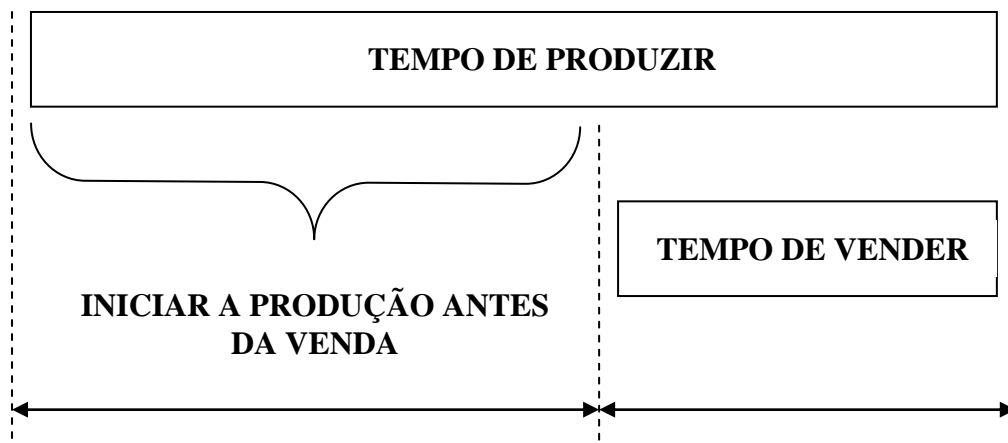 TEMPO DE PRODUZIR
TEMPO DE VENDER
INICIAR A PRODUÇÃO ANTES
DA VENDA